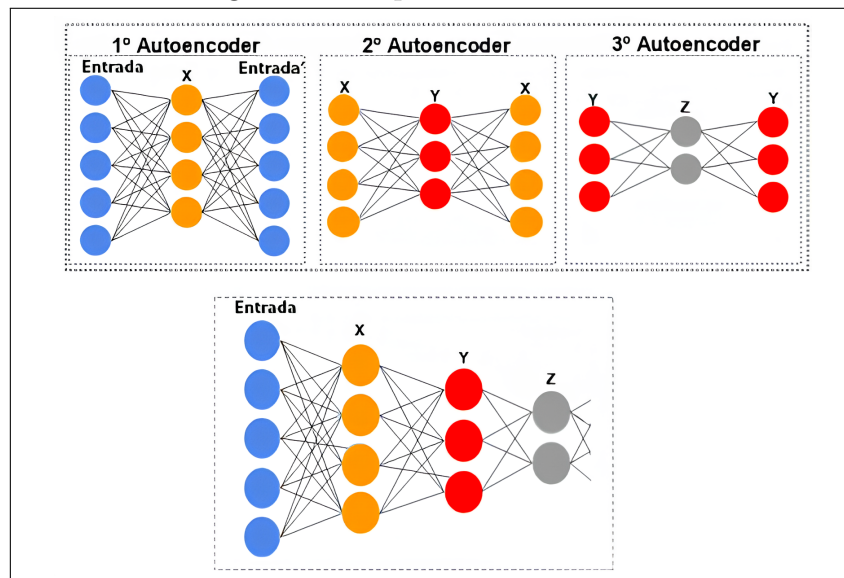 1º Autoencoder
2º Autoencoder
3º Autoencoder
Entrada
X
Entrada'
X
Y
X
Y
Z
Y
Entrada
X
Y
Z